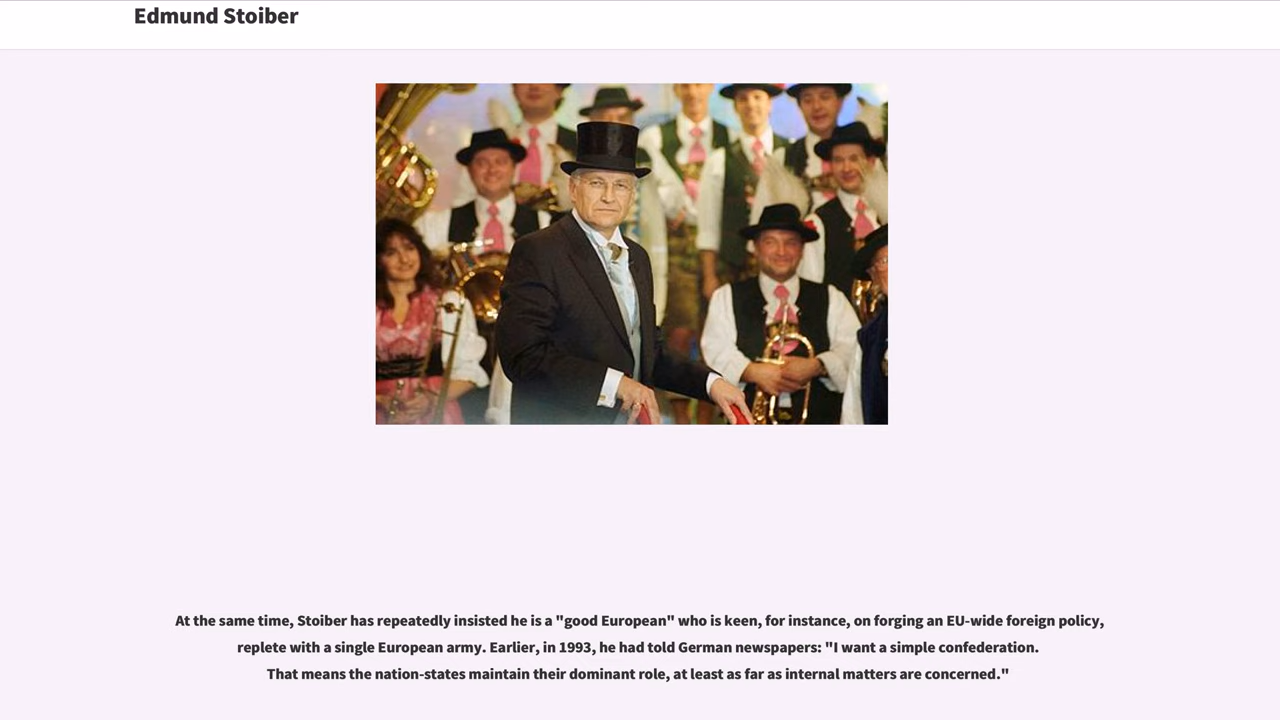 Edmund Stoiber
At the same time, Stoiber has repeatedly insisted he is a "good European" who is keen, for instance, on forging an EU-wide foreign policy,
replete with a single European army. Earlier, in 1993, he had told German newspapers: "I want a simple confederation.
That means the nation-states maintain their dominant role, at least as far as internal matters are concerned."